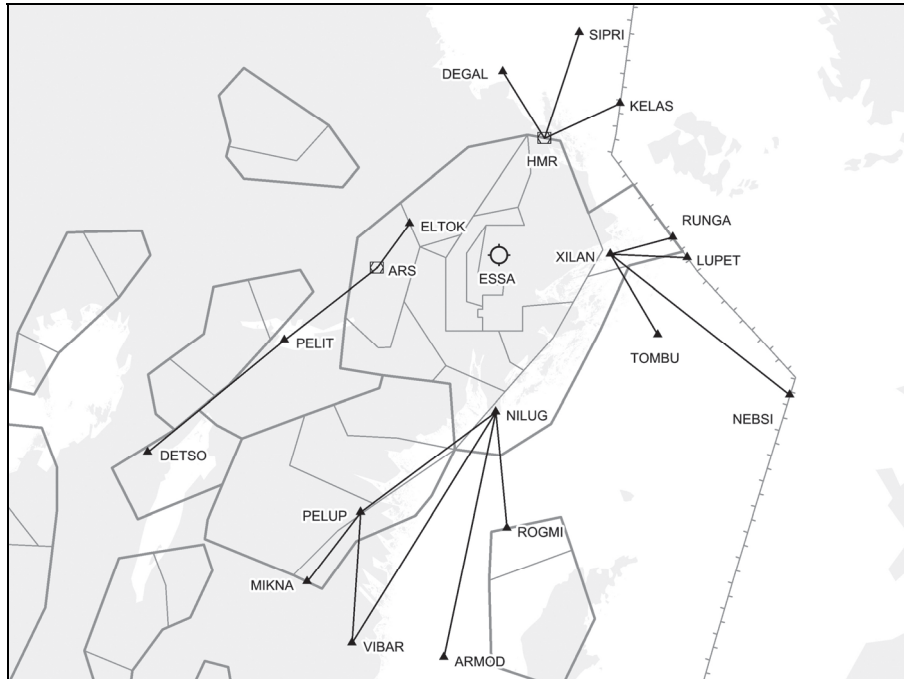 SIPRI
DEGAL
KELAS
HMR
RUNGA
ELTOK
XILAN
LUPET
ARS
ESSA
PELIT
TOMBU
NEBSI
NILUG
DETSO
PELUP
ROGMI
MIKNA
VIBAR
ARMOD